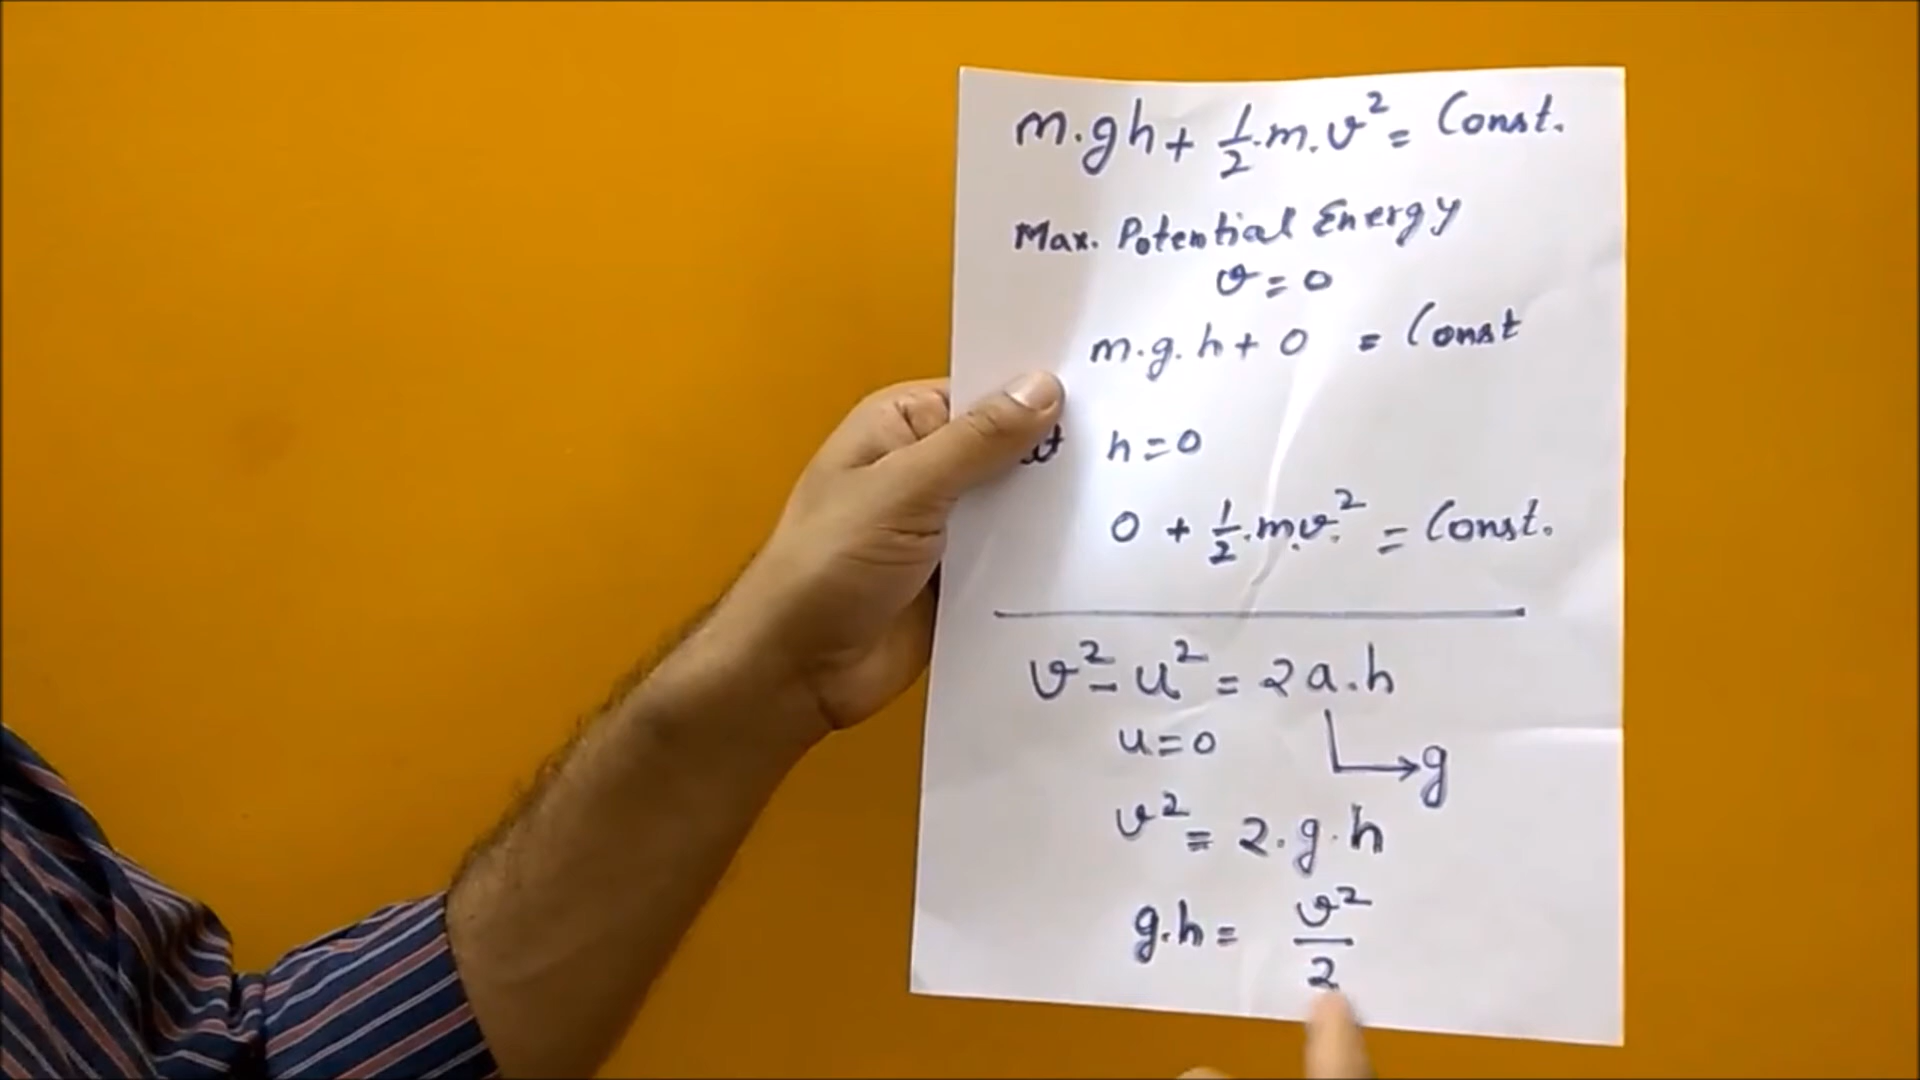 m.gh + 1/2.m.v² = Const.
Max. Potential Energy
v = 0
m.g.h + 0 = Const
h = 0
0 + 1/2.m.v.² = Const.
v² - u² = 2a.h
u = 0 → g
v² = 2.g.h
g.h = v²/2